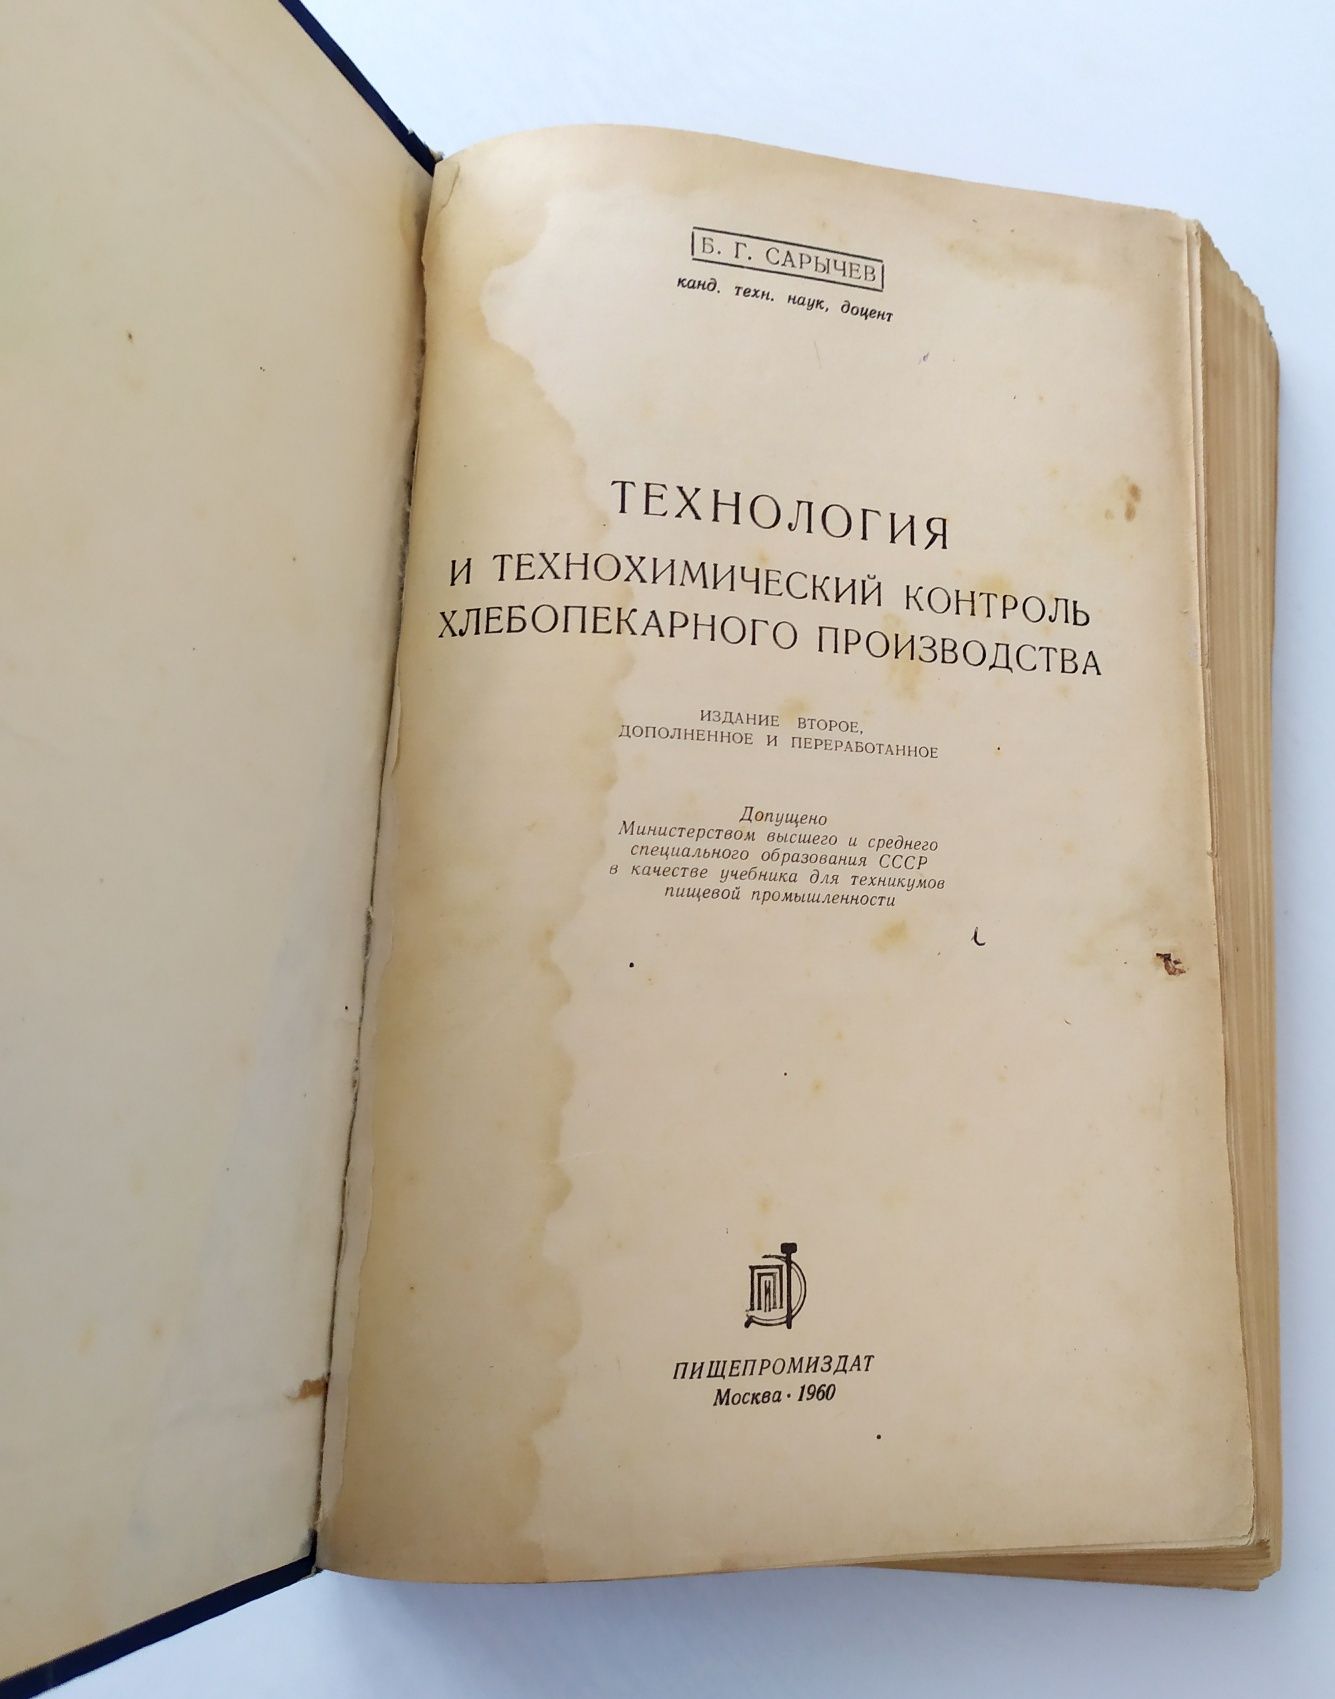 Б. Г. САРЫЧЕВ
канд. техн. наук, доцент
ТЕХНОЛОГИЯ
И ТЕХНОХИМИЧЕСКИЙ КОНТРОЛЬ
ХЛЕБОПЕКАРНОГО ПРОИЗВОДСТВА
ИЗДАНИЕ ВТОРОЕ,
ДОПОЛНЕННОЕ И ПЕРЕРАБОТАННОЕ
Допущено
Министерством высшего и среднего
специального образования СССР
в качестве учебника для техникумов
пищевой промышленности
ПИЩЕПРОМИЗДАТ
Москва · 1960